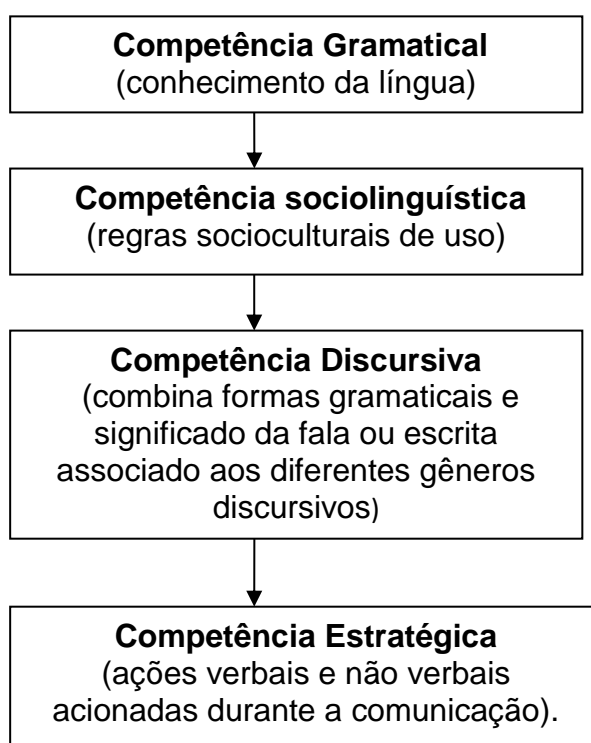 Competência Gramatical
(conhecimento da língua)
Competência sociolinguística
(regras socioculturais de uso)
Competência Discursiva
(combina formas gramaticais e
significado da fala ou escrita
associado aos diferentes gêneros
discursivos)
Competência Estratégica
(ações verbais e não verbais
acionadas durante a comunicação).